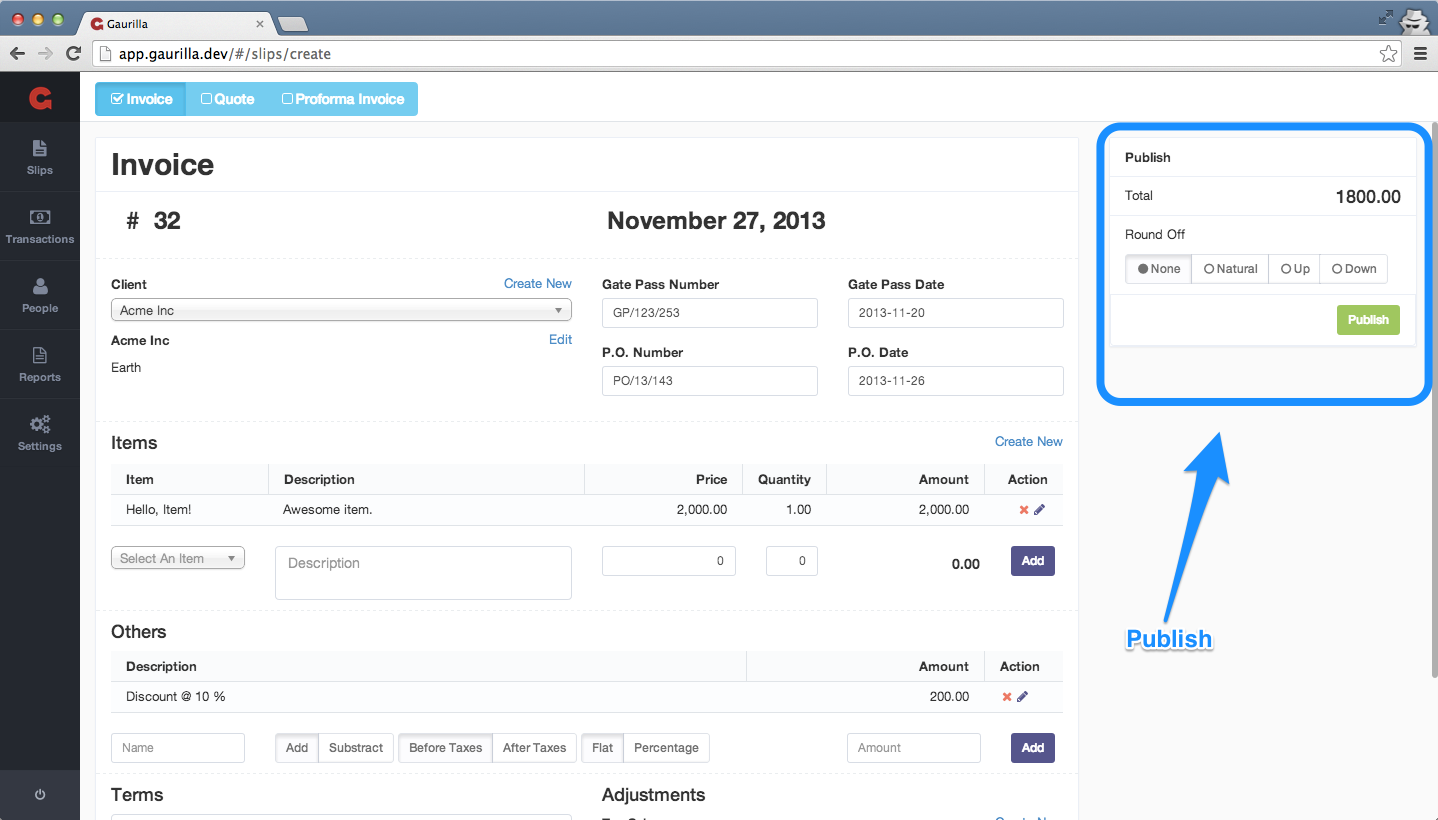 Gaurilla
app.gaurilla.dev/#/slips/create
Invoice Quote Proforma Invoice
Slips
Transactions
People
Reports
Settings
Invoice
# 32 November 27, 2013
Client Create New
Acme Inc
Acme Inc Edit
Earth
Gate Pass Number Gate Pass Date
GP/123/253 2013-11-20
P.O. Number P.O. Date
PO/13/143 2013-11-26
Items Create New
Item Description Price Quantity Amount Action
Hello, Item! Awesome item. 2,000.00 1.00 2,000.00
Select An Item Description 0 0 0.00 Add
Others
Description Amount Action
Discount @ 10 % 200.00
Name Add Substract Before Taxes After Taxes Flat Percentage Amount Add
Terms Adjustments
Publish
Total 1800.00
Round Off
None Natural Up Down
Publish
Publish